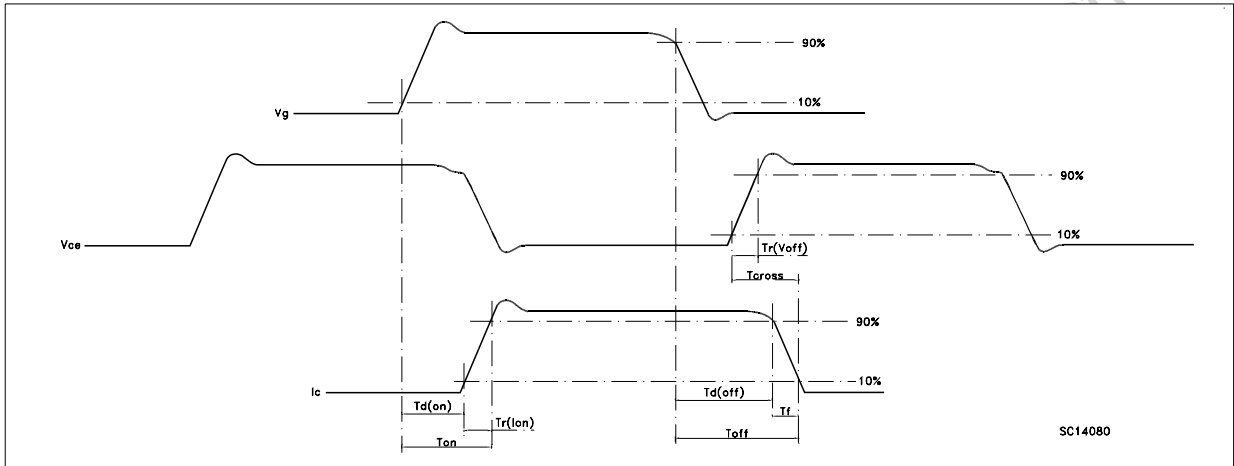 90%
10%
Vg
90%
10%
Vce
Tr(Voff)
Tcross
90%
10%
Ic
Td(on)
Td(off)
Tf
Tr(Ion)
Ton
Toff
SC14080